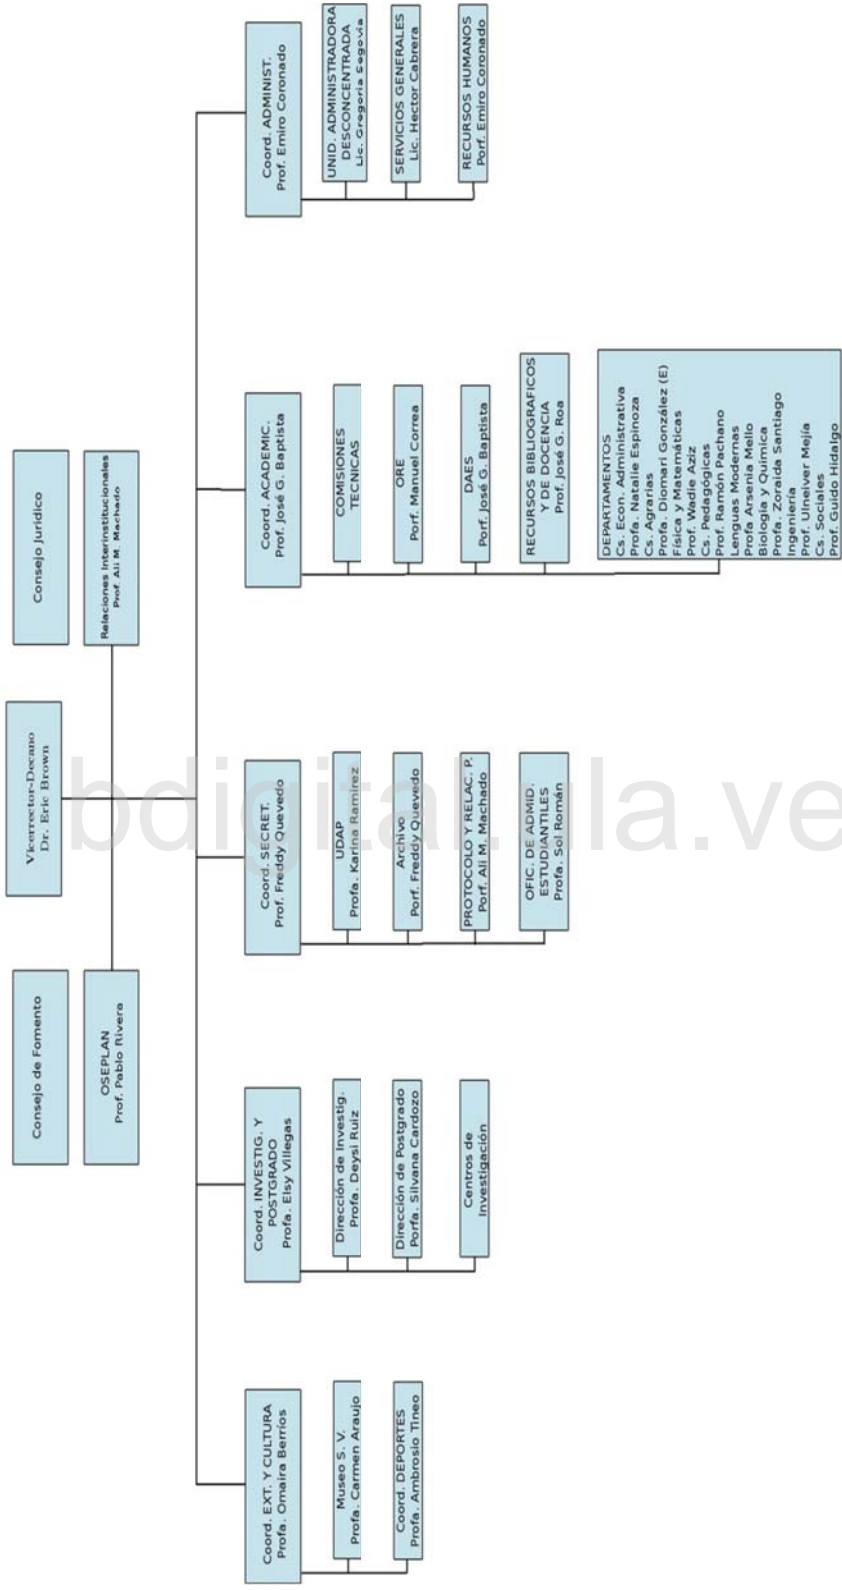 Vicerrector-Decano
Dr. Eric Brown
Consejo de Fomento
Consejo Jurídico
OSEPLAN
Prof. Pablo Rivera
Relaciones Interinstitucionales
Prof. Ali M. Machado
Coord. EXT. Y CULTURA
Profa. Omaira Berríos
Museo S. V.
Profa. Carmen Araujo
Coord. DEPORTES
Profa. Ambrosio Tineo
Coord. INVESTIG. Y
POSTGRADO
Profa. Elsy Villegas
Dirección de Investig.
Profa. Deysi Ruiz
Dirección de Postgrado
Porfa. Silvana Cardozo
Centros de
Investigación
Coord. SECRET.
Prof. Freddy Quevedo
UDAP
Profa. Karina Ramírez
Archivo
Porf. Freddy Quevedo
PROTOCOLO Y RELAC. P.
Porf. Ali M. Machado
OFIC. DE ADMID.
ESTUDIANTILES
Profa. Sol Román
Coord. ACADEMIC.
Prof. José G. Baptista
COMISIONES
TECNICAS
ORE
Porf. Manuel Correa
DAES
Porf. José G. Baptista
RECURSOS BIBLIOGRAFICOS
Y DE DOCENCIA
Prof. José G. Roa
DEPARTAMENTOS
Cs. Econ. Administrativa
Profa. Natalie Espinoza
Cs. Agrarias
Profa. Diomari González (E)
Física y Matemáticas
Prof. Wadie Aziz
Cs. Pedagógicas
Prof. Ramón Pachano
Lenguas Modernas
Profa Arsenia Mello
Biología y Química
Profa. Zoraida Santiago
Ingeniería
Prof. Ulneiver Mejía
Cs. Sociales
Prof. Guido Hidalgo
Coord. ADMINIST.
Prof. Emiro Coronado
UNID. ADMINISTRADORA
DESCONCENTRADA
Lic. Gregoria Segovia
SERVICIOS GENERALES
Lic. Hector Cabrera
RECURSOS HUMANOS
Porf. Emiro Coronado
bdigital.ula.ve